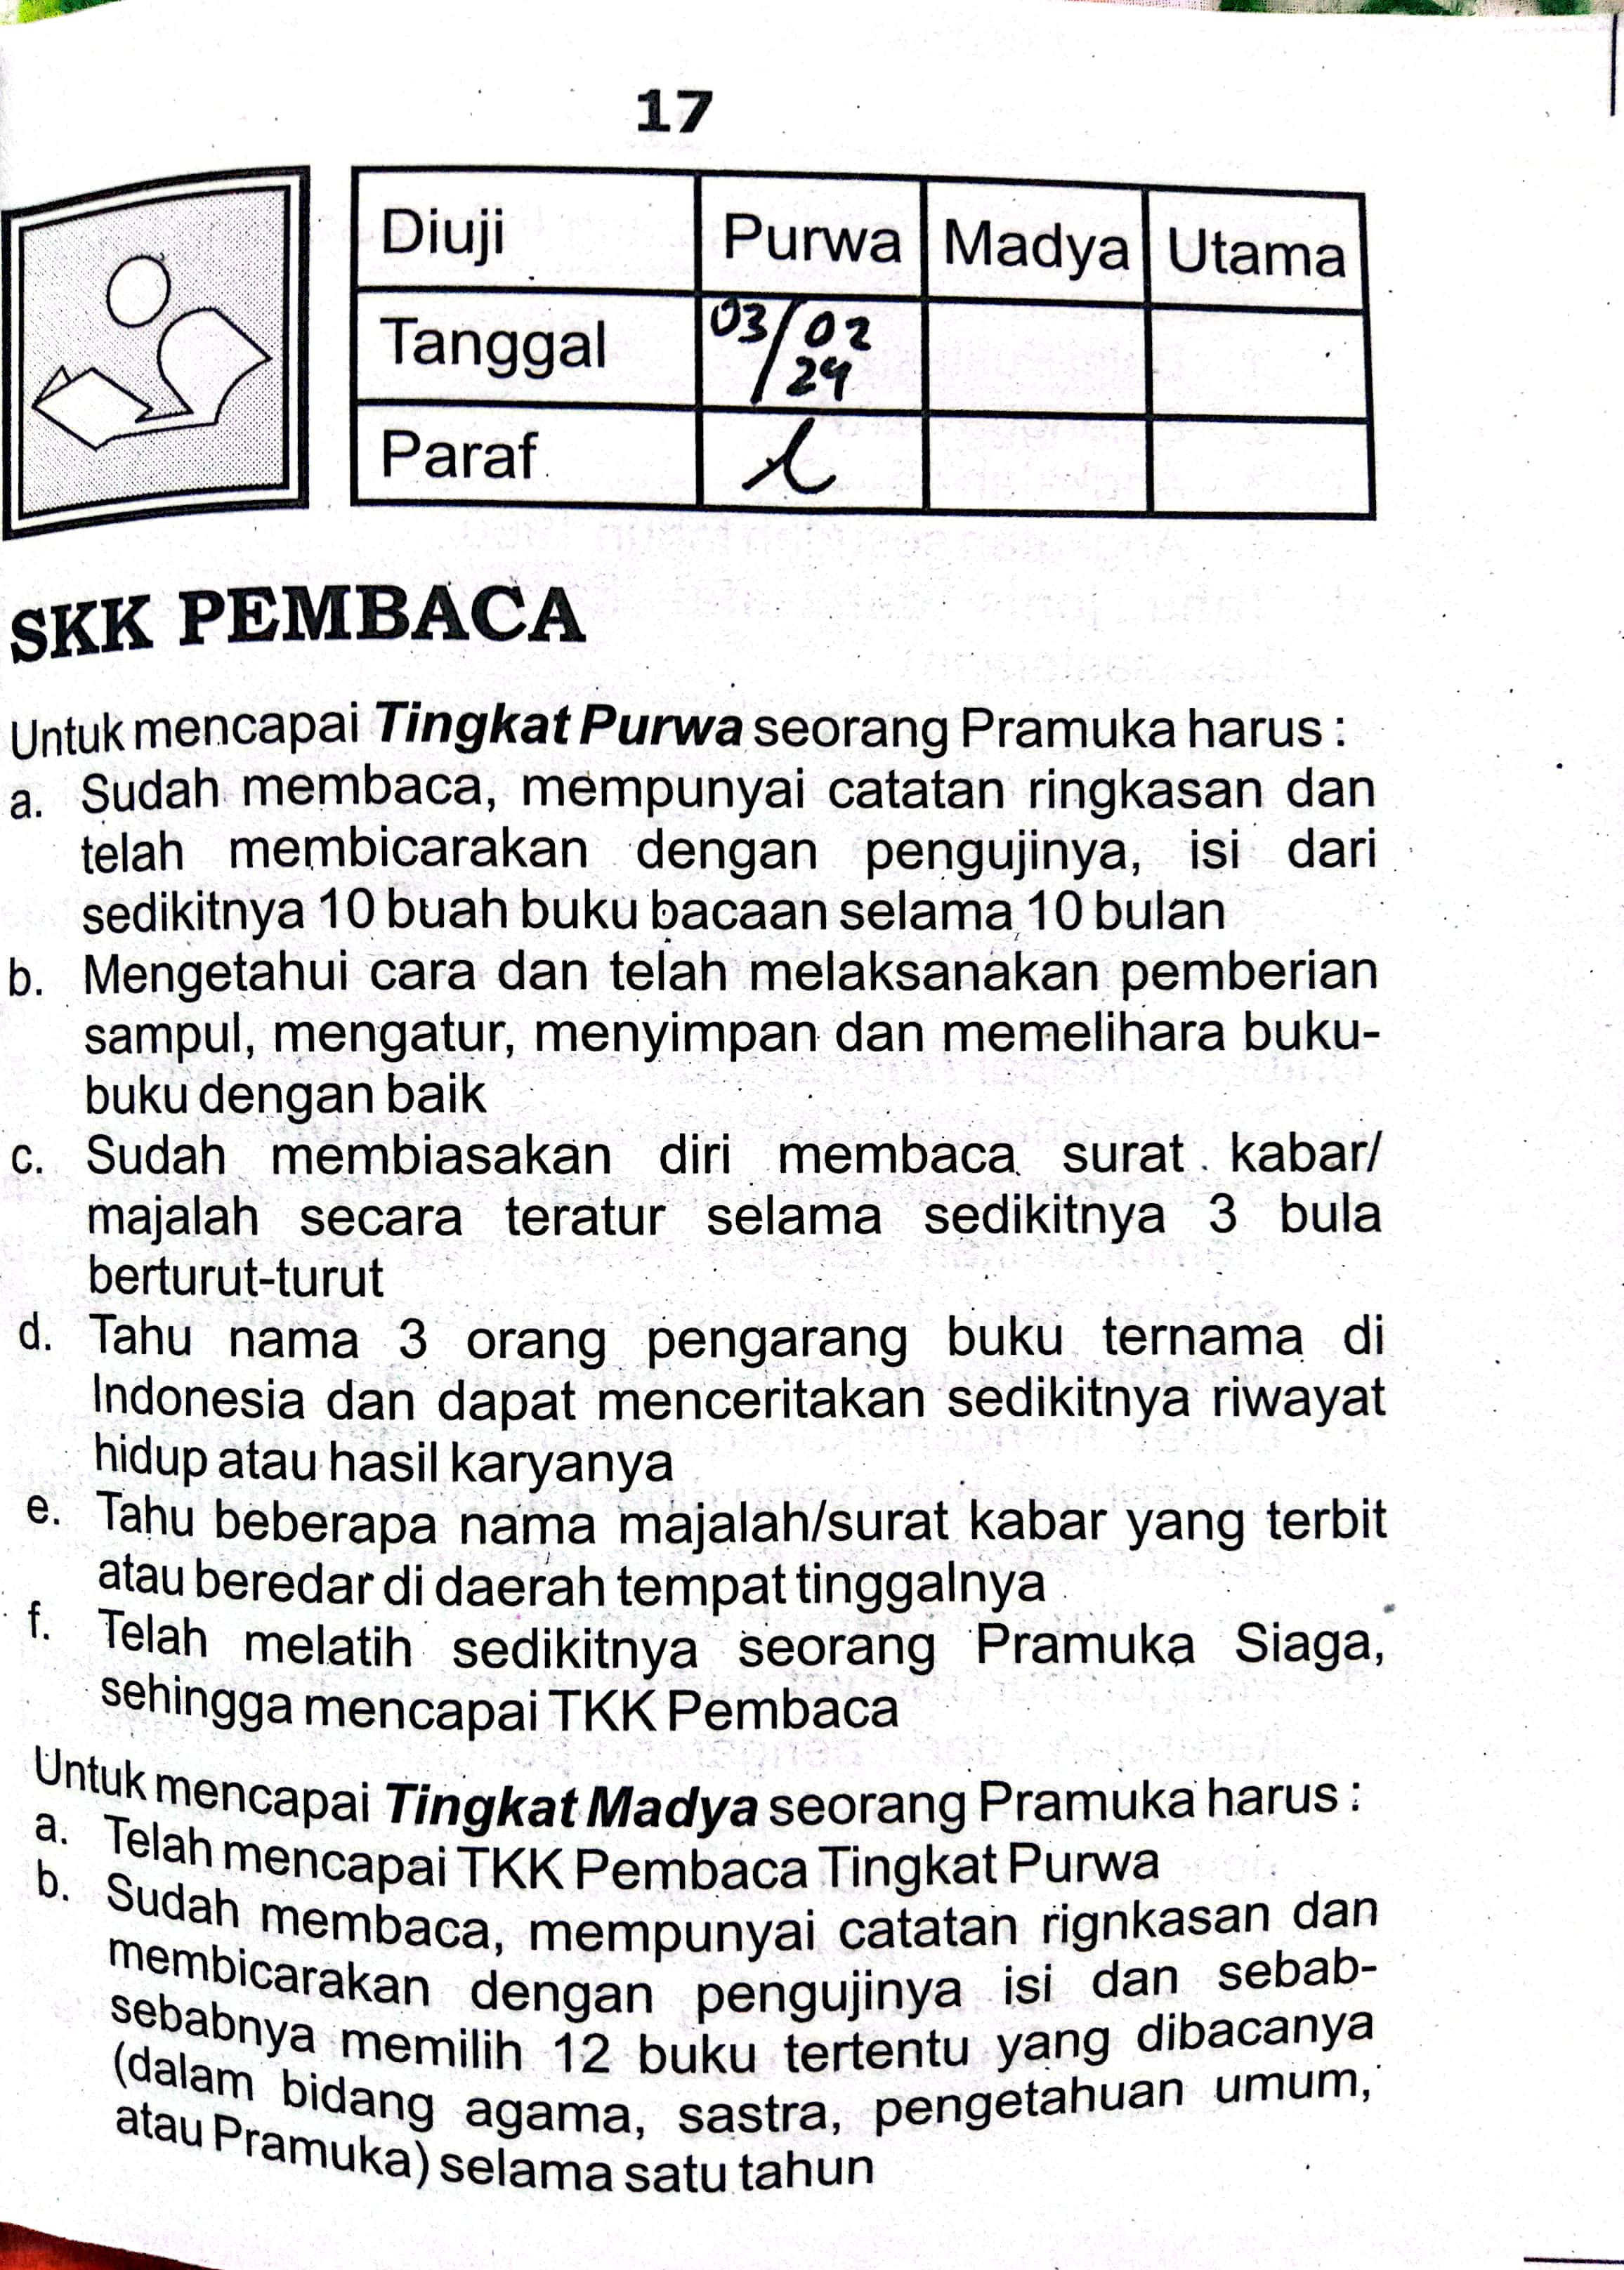 17
Diuji Purwa Madya Utama
Tanggal 03/02 24
Paraf
SKK PEMBACA
Untuk mencapai Tingkat Purwa seorang Pramuka harus :
a. Sudah membaca, mempunyai catatan ringkasan dan
telah membicarakan dengan pengujinya, isi dari
sedikitnya 10 buah buku bacaan selama 10 bulan
b. Mengetahui cara dan telah melaksanakan pemberian
sampul, mengatur, menyimpan dan memelihara buku-
buku dengan baik
c. Sudah membiasakan diri membaca surat kabar/
majalah secara teratur selama sedikitnya 3 bula
berturut-turut
d. Tahu nama 3 orang pengarang buku ternama di
Indonesia dan dapat menceritakan sedikitnya riwayat
hidup atau hasil karyanya
e. Tahu beberapa nama majalah/surat kabar yang terbit
atau beredar di daerah tempat tinggalnya
f. Telah melatih sedikitnya seorang Pramuka Siaga,
sehingga mencapai TKK Pembaca
Untuk mencapai Tingkat Madya seorang Pramuka harus :
a. Telah mencapai TKK Pembaca Tingkat Purwa
b. Sudah membaca, mempunyai catatan rignkasan dan
membicarakan dengan pengujinya isi dan sebab-
sebabnya memilih 12 buku tertentu yang dibacanya
(dalam bidang agama, sastra, pengetahuan umum,
atau Pramuka) selama satu tahun